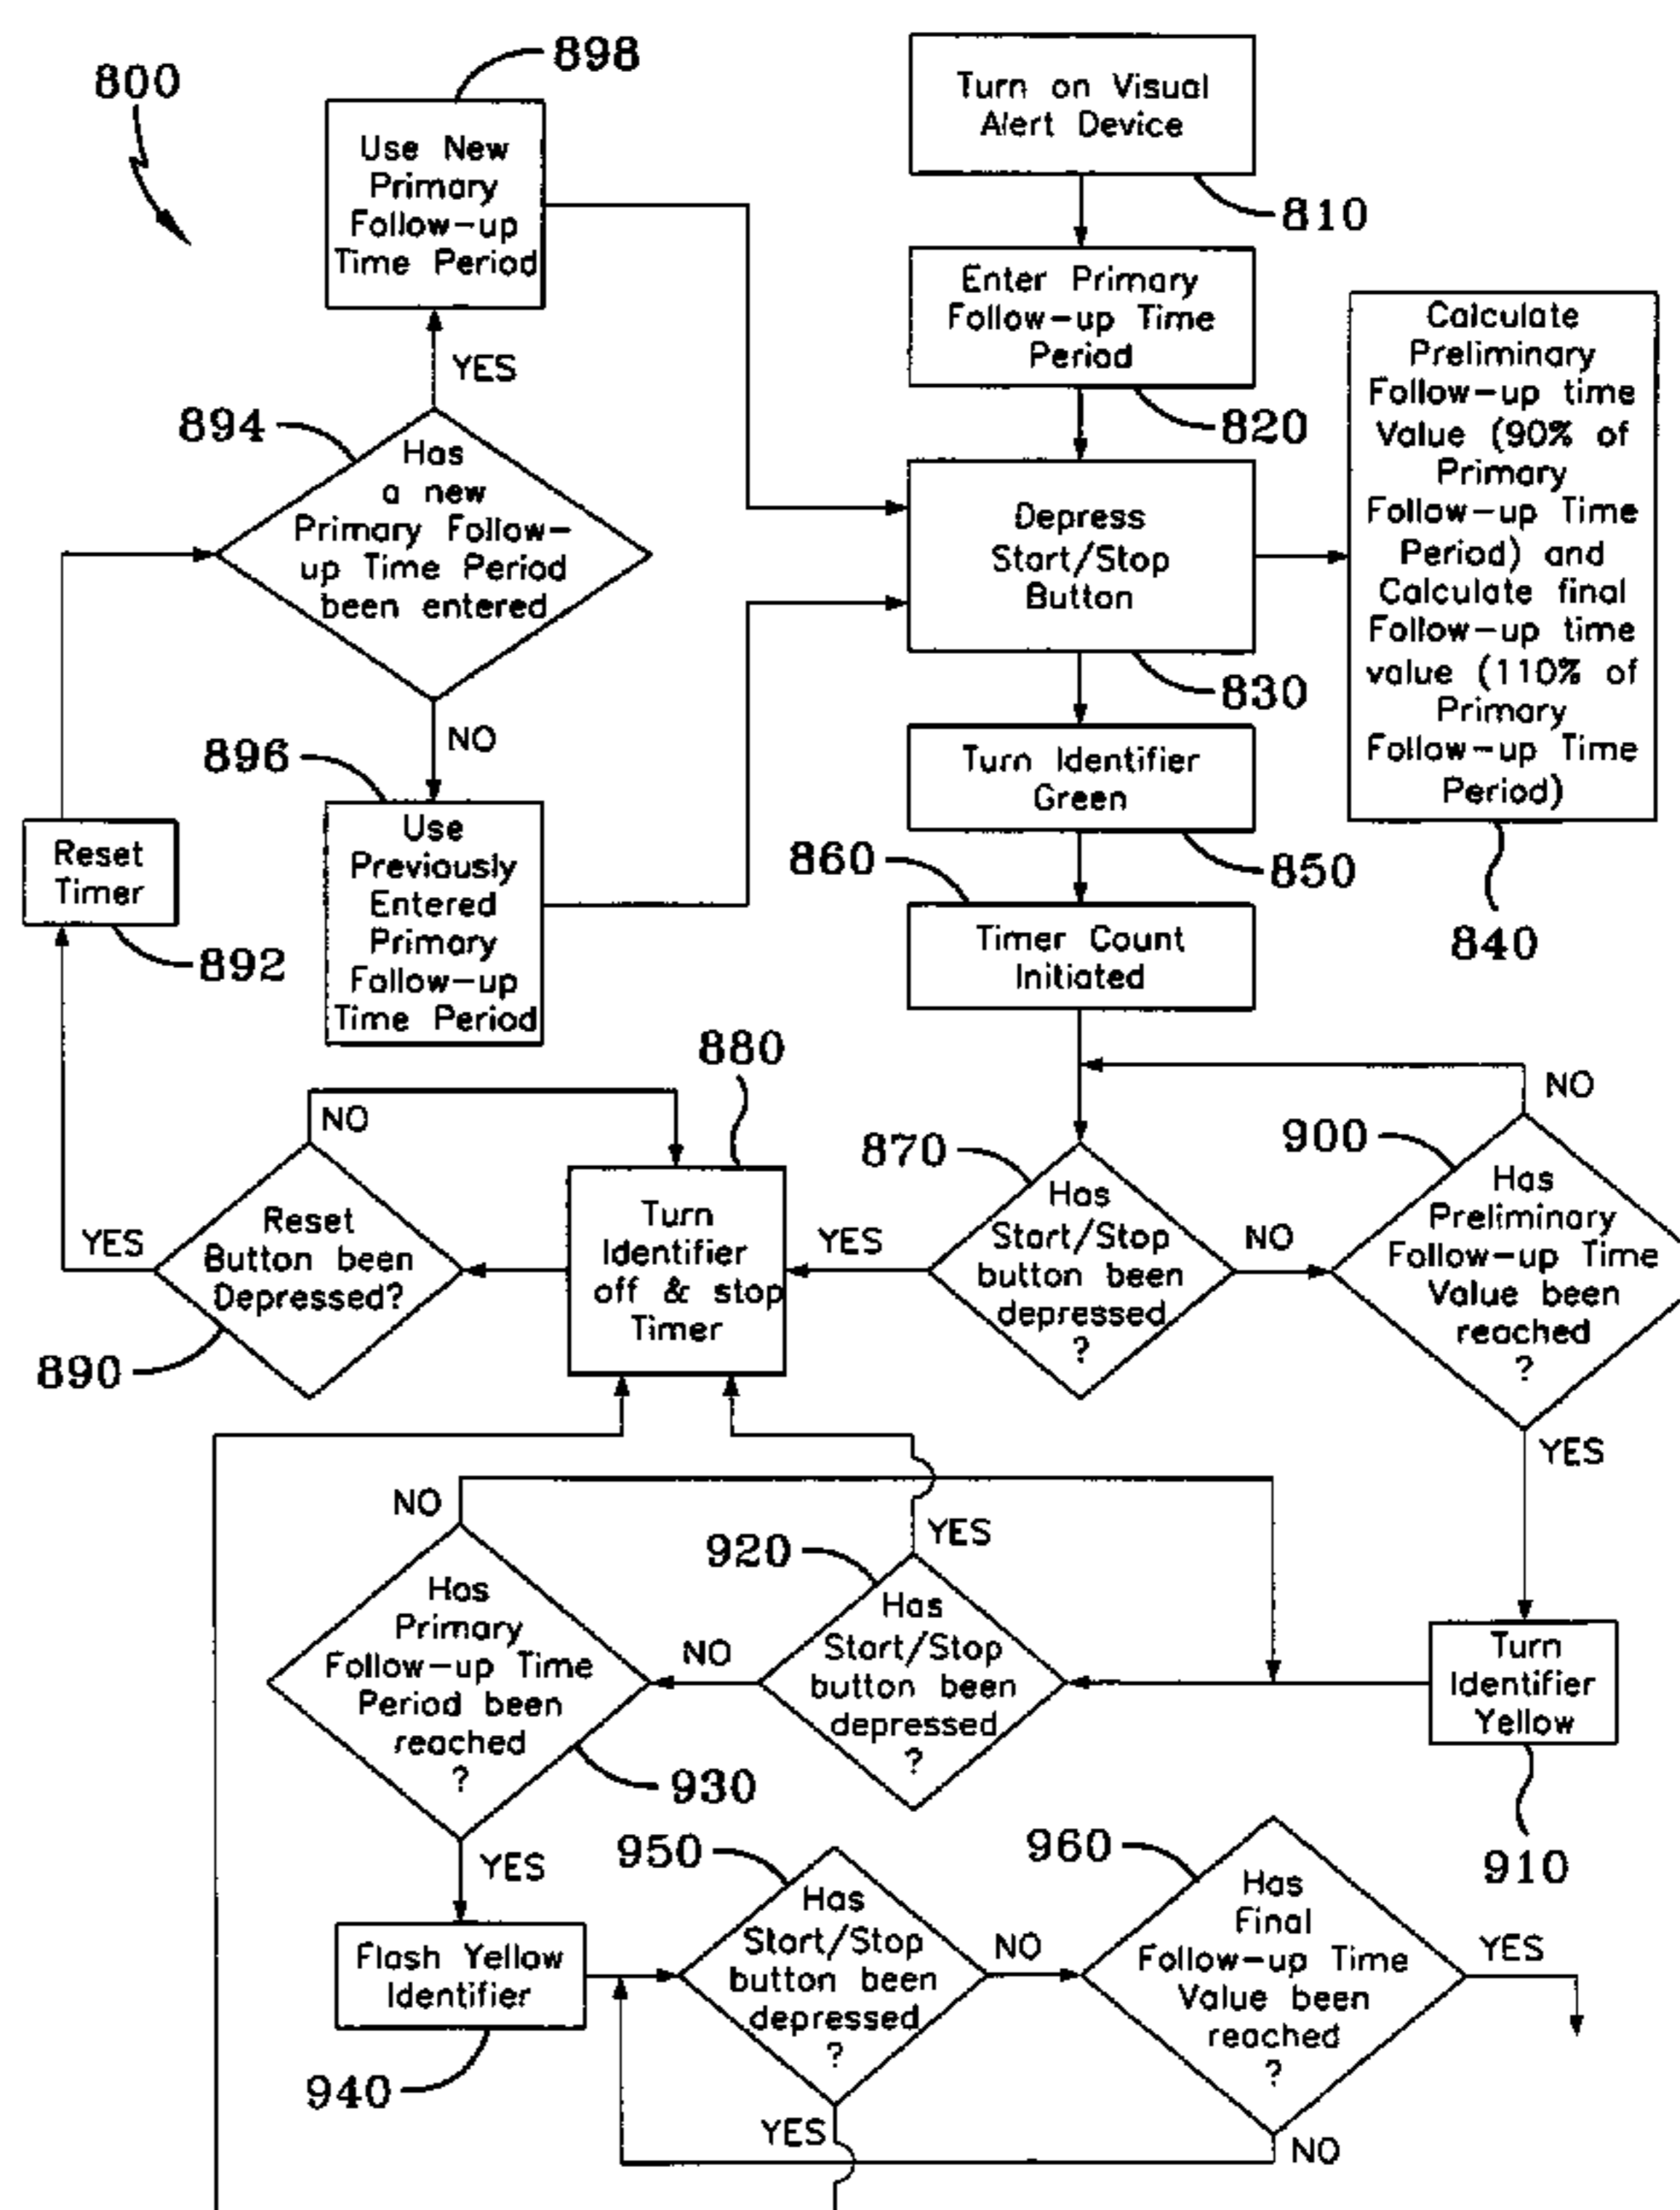 800
898
Use New
Primary
Follow-up
Time Period
YES
894
Has
a new
Primary Follow-
up Time Period
been entered
NO
896
Use
Previously
Entered
Primary
Follow-up
Time Period
Reset
Timer
892
Turn on Visual
Alert Device
810
Enter Primary
Follow-up Time
Period
820
Depress
Start/Stop
Button
830
Calculate
Preliminary
Follow-up time
Value (90% of
Primary
Follow-up Time
Period) and
Calculate final
Follow-up time
value (110% of
Primary
Follow-up Time
Period)
840
Turn Identifier
Green
850
860
Timer Count
Initiated
880
NO
Reset
Button been
Depressed?
YES
890
Turn
Identifier
off & stop
Timer
YES
870
Has
Start/Stop
button been
depressed
?
NO
900
NO
Has
Preliminary
Follow-up Time
Value been
reached
?
YES
NO
Has
Primary
Follow-up Time
Period been
reached
?
930
YES
NO
920
YES
Has
Start/Stop
button been
depressed
?
Turn
Identifier
Yellow
910
Flash Yellow
Identifier
940
950
Has
Start/Stop
button been
depressed
?
YES
NO
960
Has
Final
Follow-up Time
Value been
reached
?
YES
NO